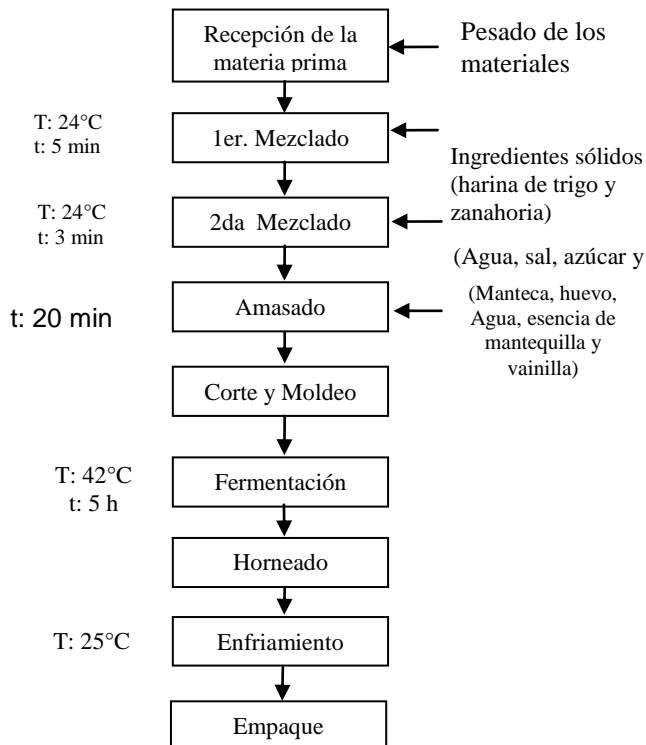 Recepción de la
materia prima
Pesado de los
materiales
T: 24°C
t: 5 min
1er. Mezclado
Ingredientes sólidos
(harina de trigo y
zanahoria)
T: 24°C
t: 3 min
2da Mezclado
(Agua, sal, azúcar y
t: 20 min
Amasado
(Manteca, huevo,
Agua, esencia de
mantequilla y
vainilla)
Corte y Moldeo
T: 42°C
t: 5 h
Fermentación
Horneado
T: 25°C
Enfriamiento
Empaque